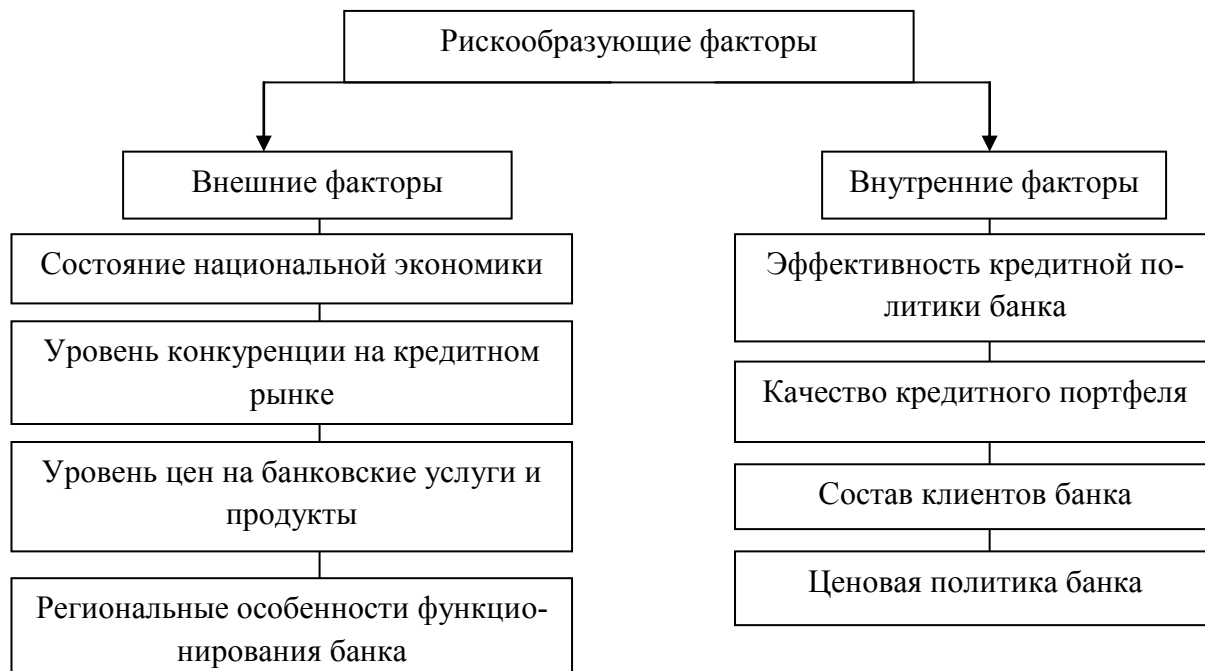 Рискообразующие факторы
Внешние факторы
Состояние национальной экономики
Уровень конкуренции на кредитном
рынке
Уровень цен на банковские услуги и
продукты
Региональные особенности функцио-
нирования банка
Внутренние факторы
Эффективность кредитной по-
литики банка
Качество кредитного портфеля
Состав клиентов банка
Ценовая политика банка